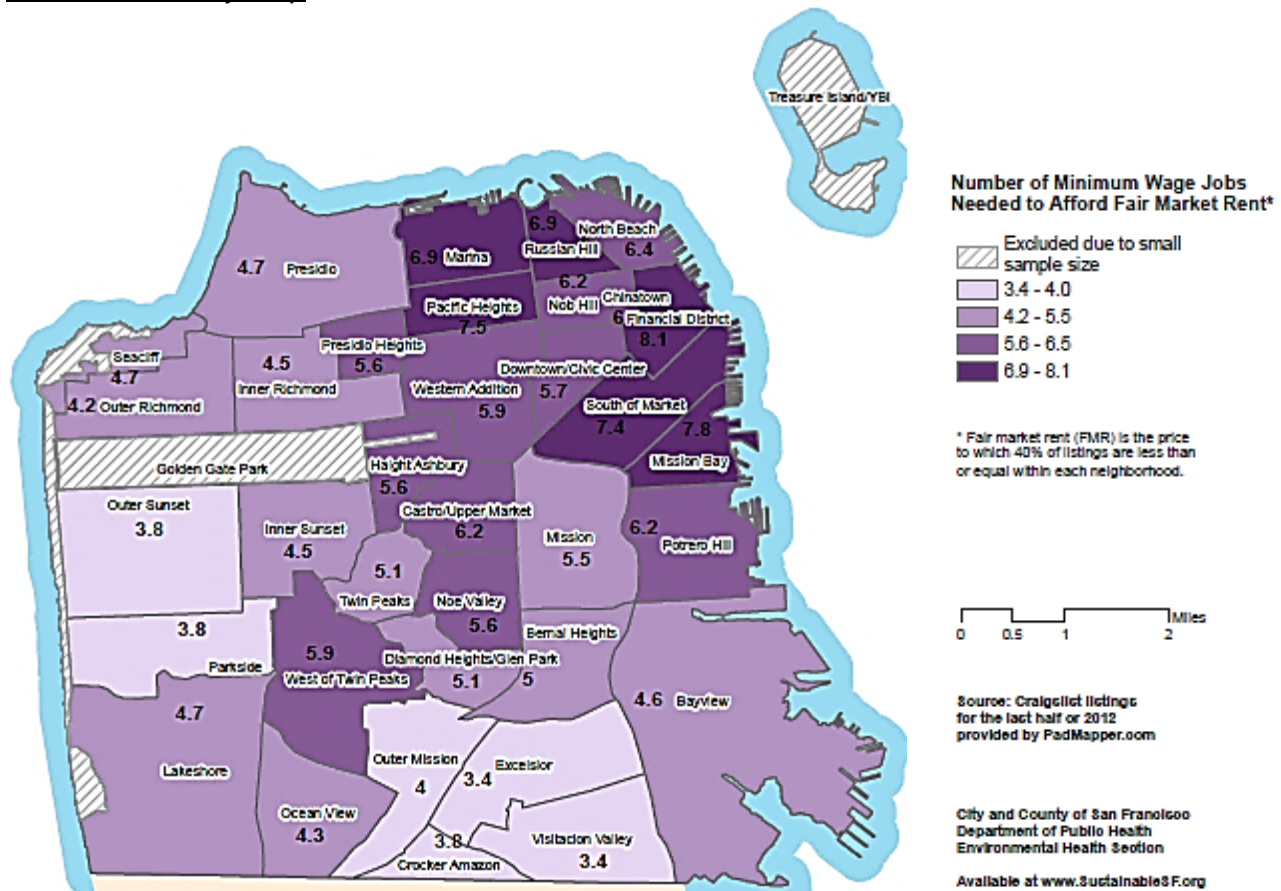 Treasure Island/YBI
6.9
North Beach
Russian Hill
6.4
4.7 Presidio
6.9 Marina
6.2
Nob Hill
Chinatown
6
Pacific Heights
7.5
Financial District
8.1
Presidio Heights
5.6
Seacliff
4.7
4.5
Inner Richmond
4.2 Outer Richmond
Downtown/Civic Center
5.7
Western Addition
5.9
South of Market
7.4
7.8
Mission Bay
Golden Gate Park
Haight Ashbury
5.6
Outer Sunset
3.8
Inner Sunset
4.5
Castro/Upper Market
6.2
Mission
5.5
6.2
Potrero Hill
5.1
Twin Peaks
Noe Valley
5.6
3.8
Parkside
5.9
West of Twin Peaks
Bernal Heights
5
Diamond Heights/Glen Park
5.1
4.7
Lakeshore
4.6 Bayview
Outer Mission
4
Excelsior
3.4
Ocean View
4.3
3.8
Crocker Amazon
Visitacion Valley
3.4
Number of Minimum Wage Jobs
Needed to Afford Fair Market Rent*
Excluded due to small
sample size
3.4 - 4.0
4.2 - 5.5
5.6 - 6.5
6.9 - 8.1
* Fair market rent (FMR) is the price
to which 40% of listings are less than
or equal within each neighborhood.
0 0.5 1 2 Miles
Source: Craigslist listings
for the last half or 2012
provided by PadMapper.com
City and County of San Francisco
Department of Public Health
Environmental Health Section
Available at www.SustainableSF.org